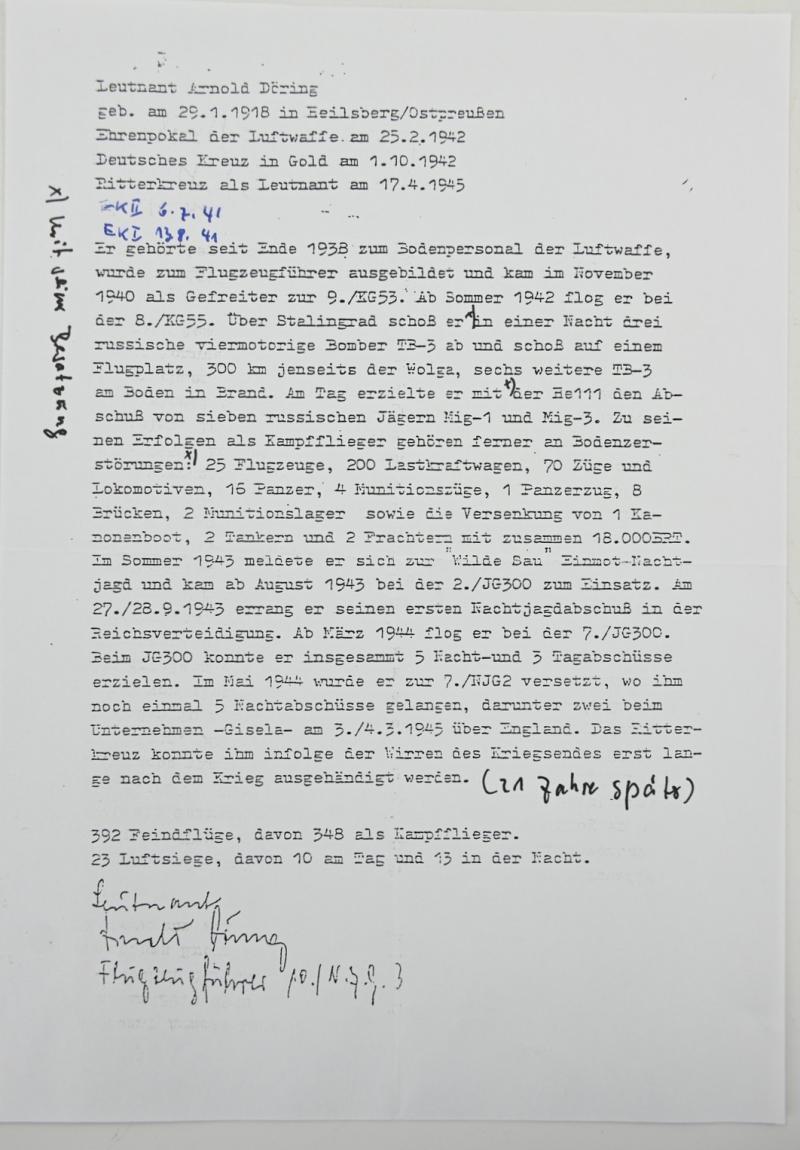 Leutnant Arnold Döring
geb. am 29.1.1918 in Heilsberg/Ostpreußen
Ehrenpokal der Luftwaffe am 25.2.1942
Deutsches Kreuz in Gold am 1.10.1942
Ritterkreuz als Leutnant am 17.4.1945
EKII 6.7.41
EKI 13.8.41
x) mit seiner Besatzung
Er gehörte seit Ende 1938 zum Bodenpersonal der Luftwaffe,
wurde zum Flugzeugführer ausgebildet und kam im November
1940 als Gefreiter zur 9./KG53. Ab Sommer 1942 flog er bei
der 8./KG55. Über Stalingrad schoß er x) in einer Nacht drei
russische viermotorige Bomber TB-3 ab und schoß auf einem
Flugplatz, 300 km jenseits der Wolga, sechs weitere TB-3
am Boden in Brand. Am Tag erzielte er mit x) der He111 den Ab-
schuß von sieben russischen Jägern Mig-1 und Mig-3. Zu sei-
nen Erfolgen als Kampfflieger gehören ferner an Bodenzer-
störungen: x) 25 Flugzeuge, 200 Lastkraftwagen, 70 Züge und
Lokomotiven, 16 Panzer, 4 Munitionszüge, 1 Panzerzug, 8
Brücken, 2 Munitionslager sowie die Versenkung von 1 Ka-
nonenboot, 2 Tankern und 2 Frachtern mit zusammen 18.000BRT.
Im Sommer 1943 meldete er sich zur "Wilde Sau" Einmot-Nacht-
jagd und kam ab August 1943 bei der 2./JG300 zum Einsatz. Am
27./28.9.1943 errang er seinen ersten Nachtjagdabschuß in der
Reichsverteidigung. Ab März 1944 flog er bei der 7./JG300.
Beim JG300 konnte er insgesammt 5 Nacht-und 3 Tagabschüsse
erzielen. Im Mai 1944 wurde er zur 7./NJG2 versetzt, wo ihm
noch einmal 5 Nachtabschüsse gelangen, darunter zwei beim
Unternehmen -Gisela- am 3./4.3.1945 über England. Das Ritter-
kreuz konnte ihm infolge der Wirren des Kriegsendes erst lan-
ge nach dem Krieg ausgehändigt werden. (21 Jahre später)
392 Feindflüge, davon 348 als Kampfflieger.
23 Luftsiege, davon 10 am Tag und 13 in der Nacht.
Leutnant
Arnold Döring
Flugzeugführer 10./N.J.G. 3